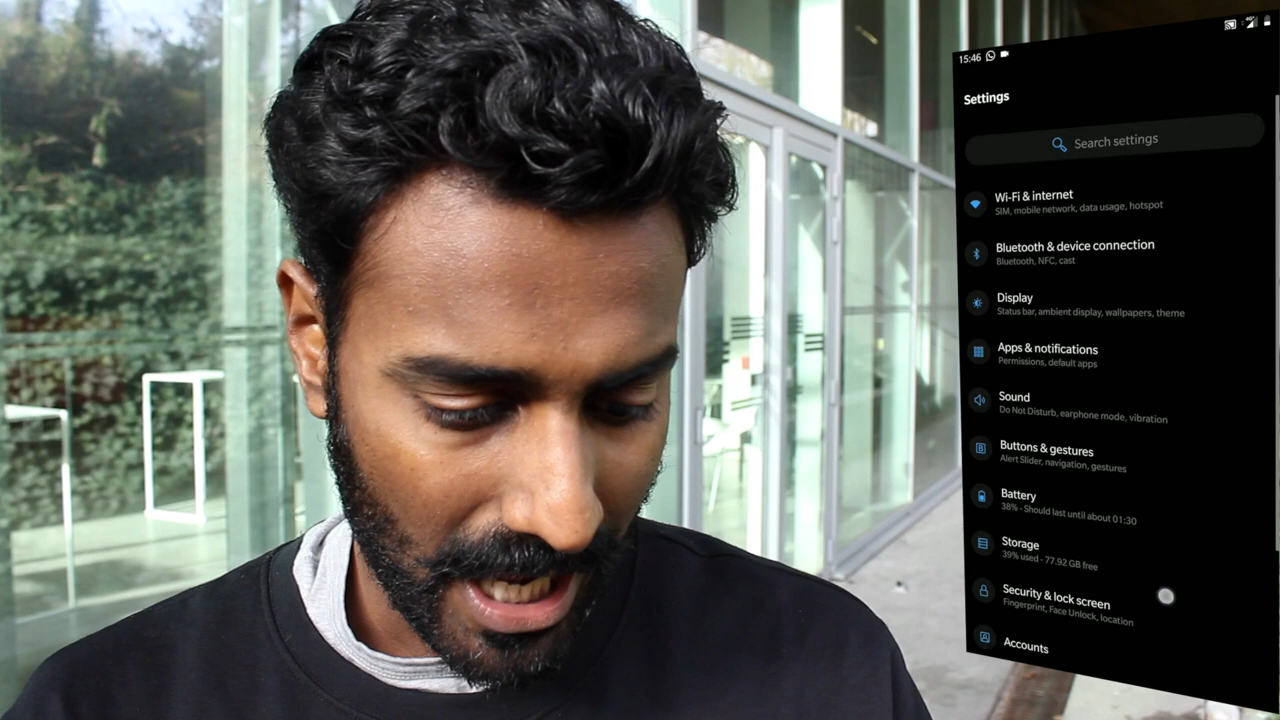 15:46
Settings
Search settings
Wi-Fi & internet
SIM, mobile network, data usage, hotspot
Bluetooth & device connection
Bluetooth, NFC, cast
Display
Status bar, ambient display, wallpapers, theme
Apps & notifications
Permissions, default apps
Sound
Do Not Disturb, earphone mode, vibration
Buttons & gestures
Alert Slider, navigation, gestures
Battery
38% - Should last until about 01:30
Storage
39% used - 77.92 GB free
Security & lock screen
Fingerprint, Face Unlock, location
Accounts